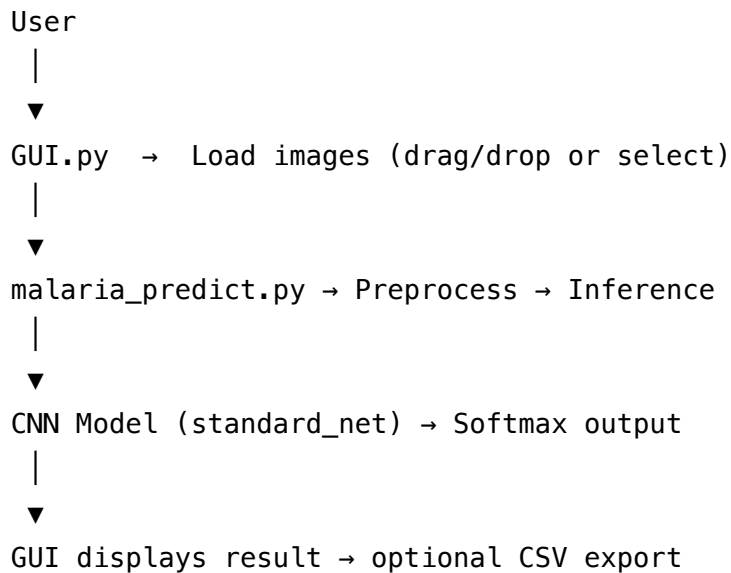 User
│
▼
GUI.py → Load images (drag/drop or select)
│
▼
malaria_predict.py → Preprocess → Inference
│
▼
CNN Model (standard_net) → Softmax output
│
▼
GUI displays result → optional CSV export